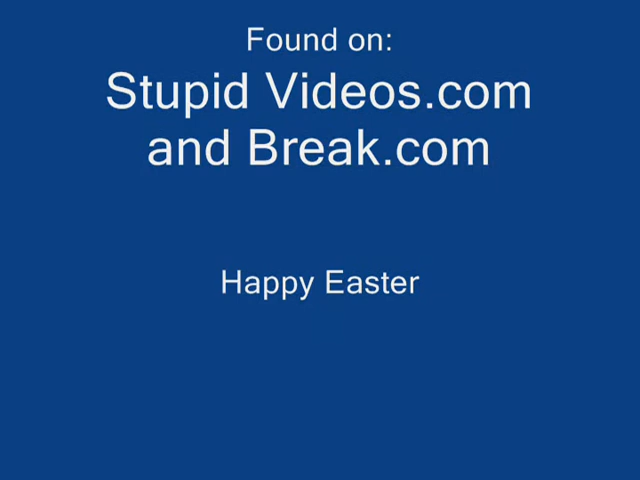 Found on:
Stupid Videos.com
and Break.com
Happy Easter